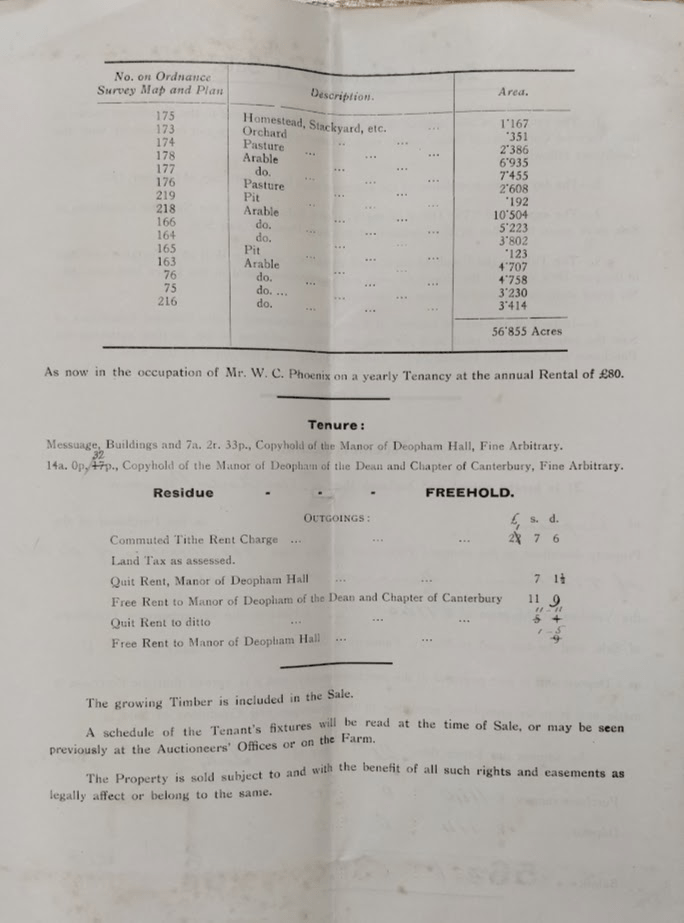 No. on Ordnance Survey Map and Plan Description. Area.
175 Homestead, Stackyard, etc. ... 1'167
173 Orchard ... ... '351
174 Pasture ... ... ... 2'386
178 Arable ... ... ... 6'935
177 do. ... ... ... 7'455
176 Pasture ... ... ... 2'608
219 Pit ... ... ... '192
218 Arable ... ... ... 10'504
166 do. ... ... ... 5'223
164 do. ... ... ... 3'802
165 Pit ... ... ... '123
163 Arable ... ... ... 4'707
76 do. ... ... ... 4'758
75 do. ... ... ... ... 3'230
216 do. ... ... ... 3'414
56'855 Acres
As now in the occupation of Mr. W. C. Phoenix on a yearly Tenancy at the annual Rental of £80.
Tenure:
Messuage, Buildings and 7a. 2r. 33p., Copyhold of the Manor of Deopham Hall, Fine Arbitrary.
32
14a. 0p. 17p., Copyhold of the Manor of Deopham of the Dean and Chapter of Canterbury, Fine Arbitrary.
Residue - - - FREEHOLD.
OUTGOINGS: £ s. d.
Commuted Tithe Rent Charge ... ... ... 7 6
Land Tax as assessed.
Quit Rent, Manor of Deopham Hall ... ... 7 1½
Free Rent to Manor of Deopham of the Dean and Chapter of Canterbury 11 9
Quit Rent to ditto ... ... ... 11 11
5 4
Free Rent to Manor of Deopham Hall ... ... 1 5
9
The growing Timber is included in the Sale.
A schedule of the Tenant's fixtures will be read at the time of Sale, or may be seen
previously at the Auctioneers' Offices or on the Farm.
The Property is sold subject to and with the benefit of all such rights and easements as
legally affect or belong to the same.